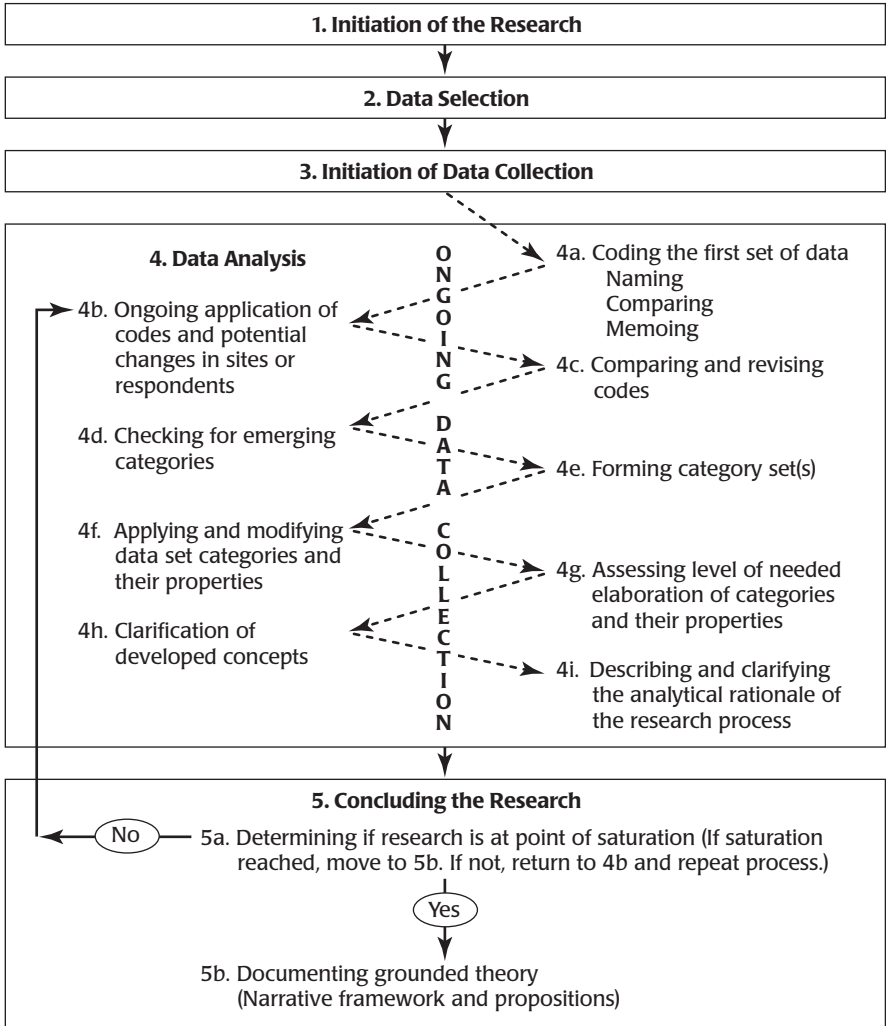 1. Initiation of the Research
2. Data Selection
3. Initiation of Data Collection
4. Data Analysis
ONGOING DATA COLLECTION
4a. Coding the first set of data
Naming
Comparing
Memoing
4b. Ongoing application of
codes and potential
changes in sites or
respondents
4c. Comparing and revising
codes
4d. Checking for emerging
categories
4e. Forming category set(s)
4f. Applying and modifying
data set categories and
their properties
4g. Assessing level of needed
elaboration of categories
and their properties
4h. Clarification of
developed concepts
4i. Describing and clarifying
the analytical rationale of
the research process
5. Concluding the Research
No
5a. Determining if research is at point of saturation (If saturation
reached, move to 5b. If not, return to 4b and repeat process.)
Yes
5b. Documenting grounded theory
(Narrative framework and propositions)